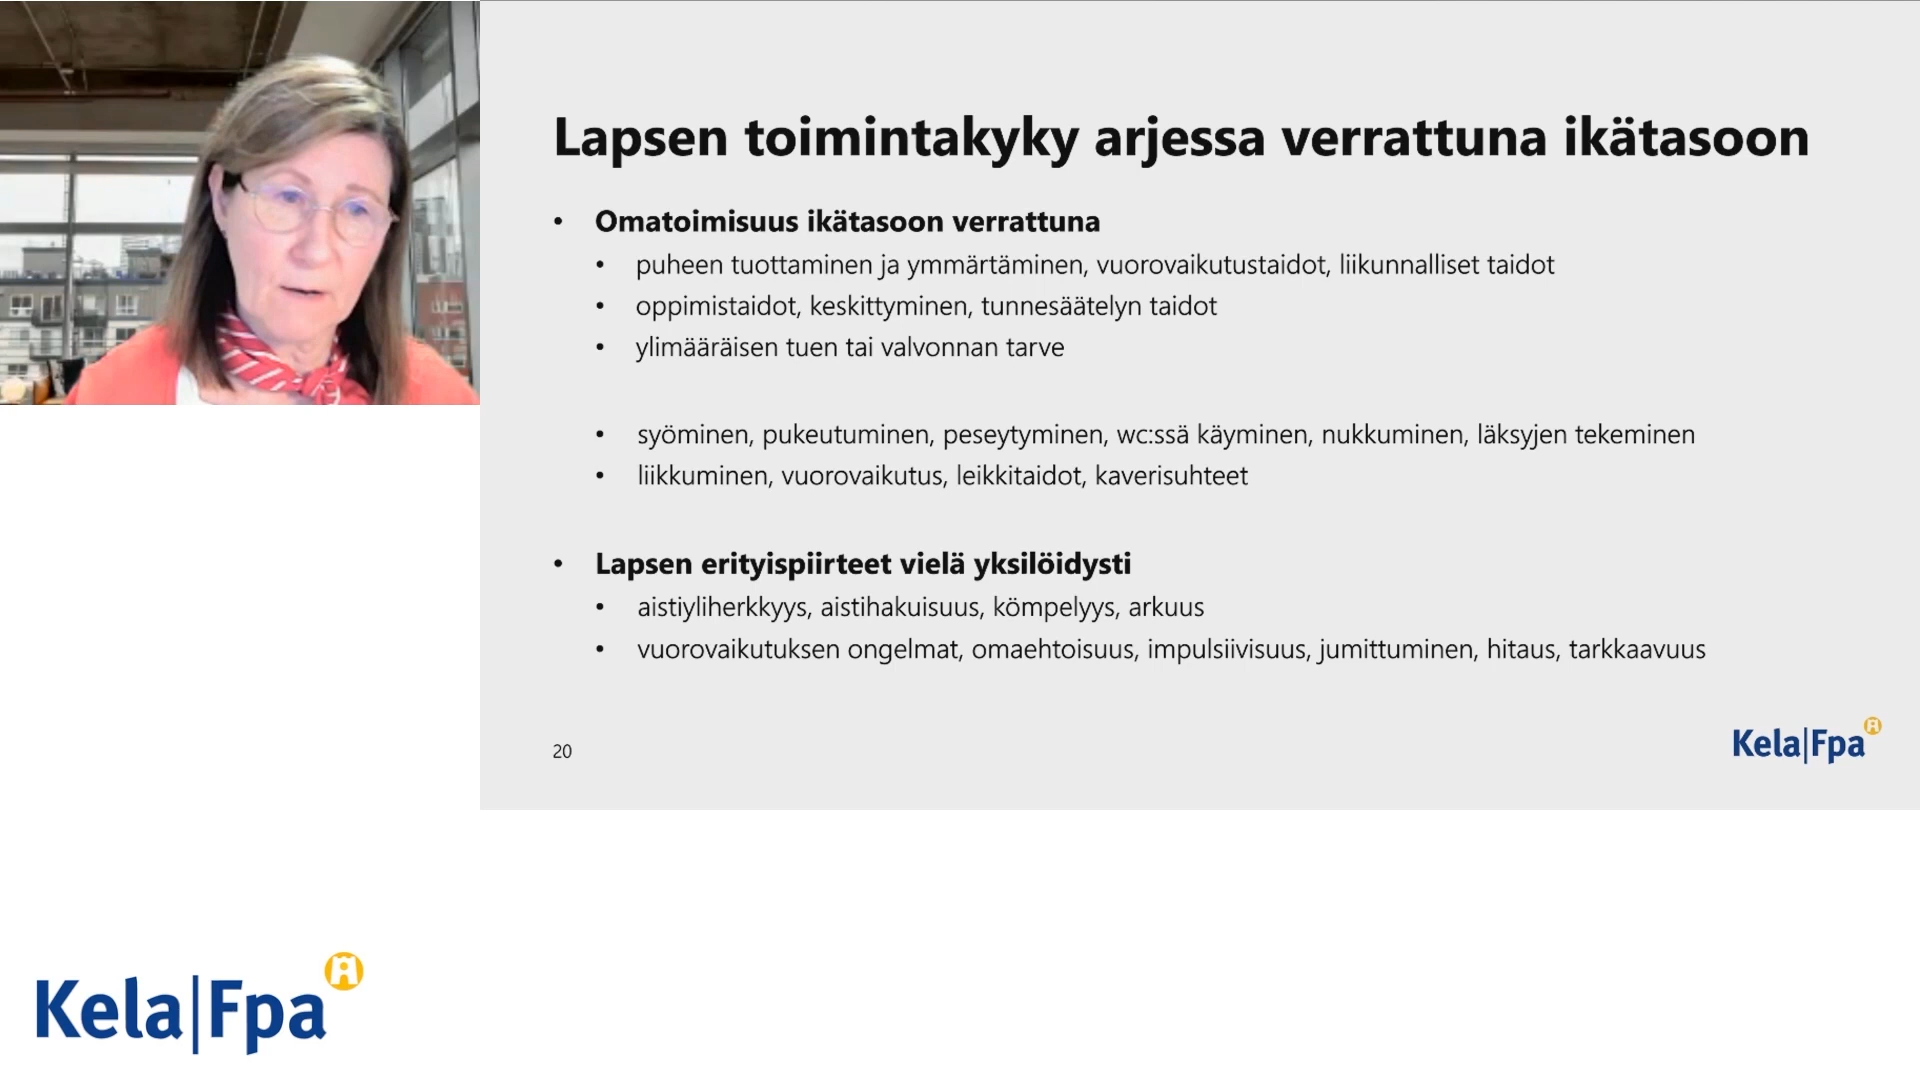 Lapsen toimintakyky arjessa verrattuna ikätasoon
• Omatoimisuus ikätasoon verrattuna
• puheen tuottaminen ja ymmärtäminen, vuorovaikutustaidot, liikunnalliset taidot
• oppimistaidot, keskittyminen, tunnesäätelyn taidot
• ylimääräisen tuen tai valvonnan tarve
• syöminen, pukeutuminen, peseytyminen, wc:ssä käyminen, nukkuminen, läksyjen tekeminen
• liikkuminen, vuorovaikutus, leikkitaidot, kaverisuhteet
• Lapsen erityispiirteet vielä yksilöidysti
• aistiyliherkkyys, aistihakuisuus, kömpelyys, arkuus
• vuorovaikutuksen ongelmat, omaehtoisuus, impulsiivisuus, jumittuminen, hitaus, tarkkaavuus
20
Kela|Fpa
Kela|Fpa